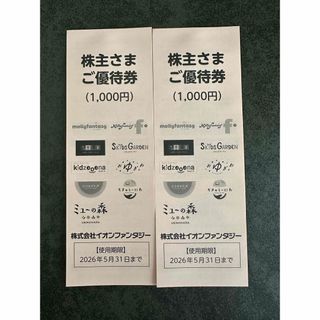 株主さま
ご優待券
(1,000円)
mollyfantasy
SKIDS GARDEN
kidzooona
ミューの森
株式会社イオンファンタジー
【使用期限】
2026年5月31日まで
株主さま
ご優待券
(1,000円)
mollyfantasy
SKIDS GARDEN
kidzooona
ミューの森
株式会社イオンファンタジー
【使用期限】
2026年5月31日まで